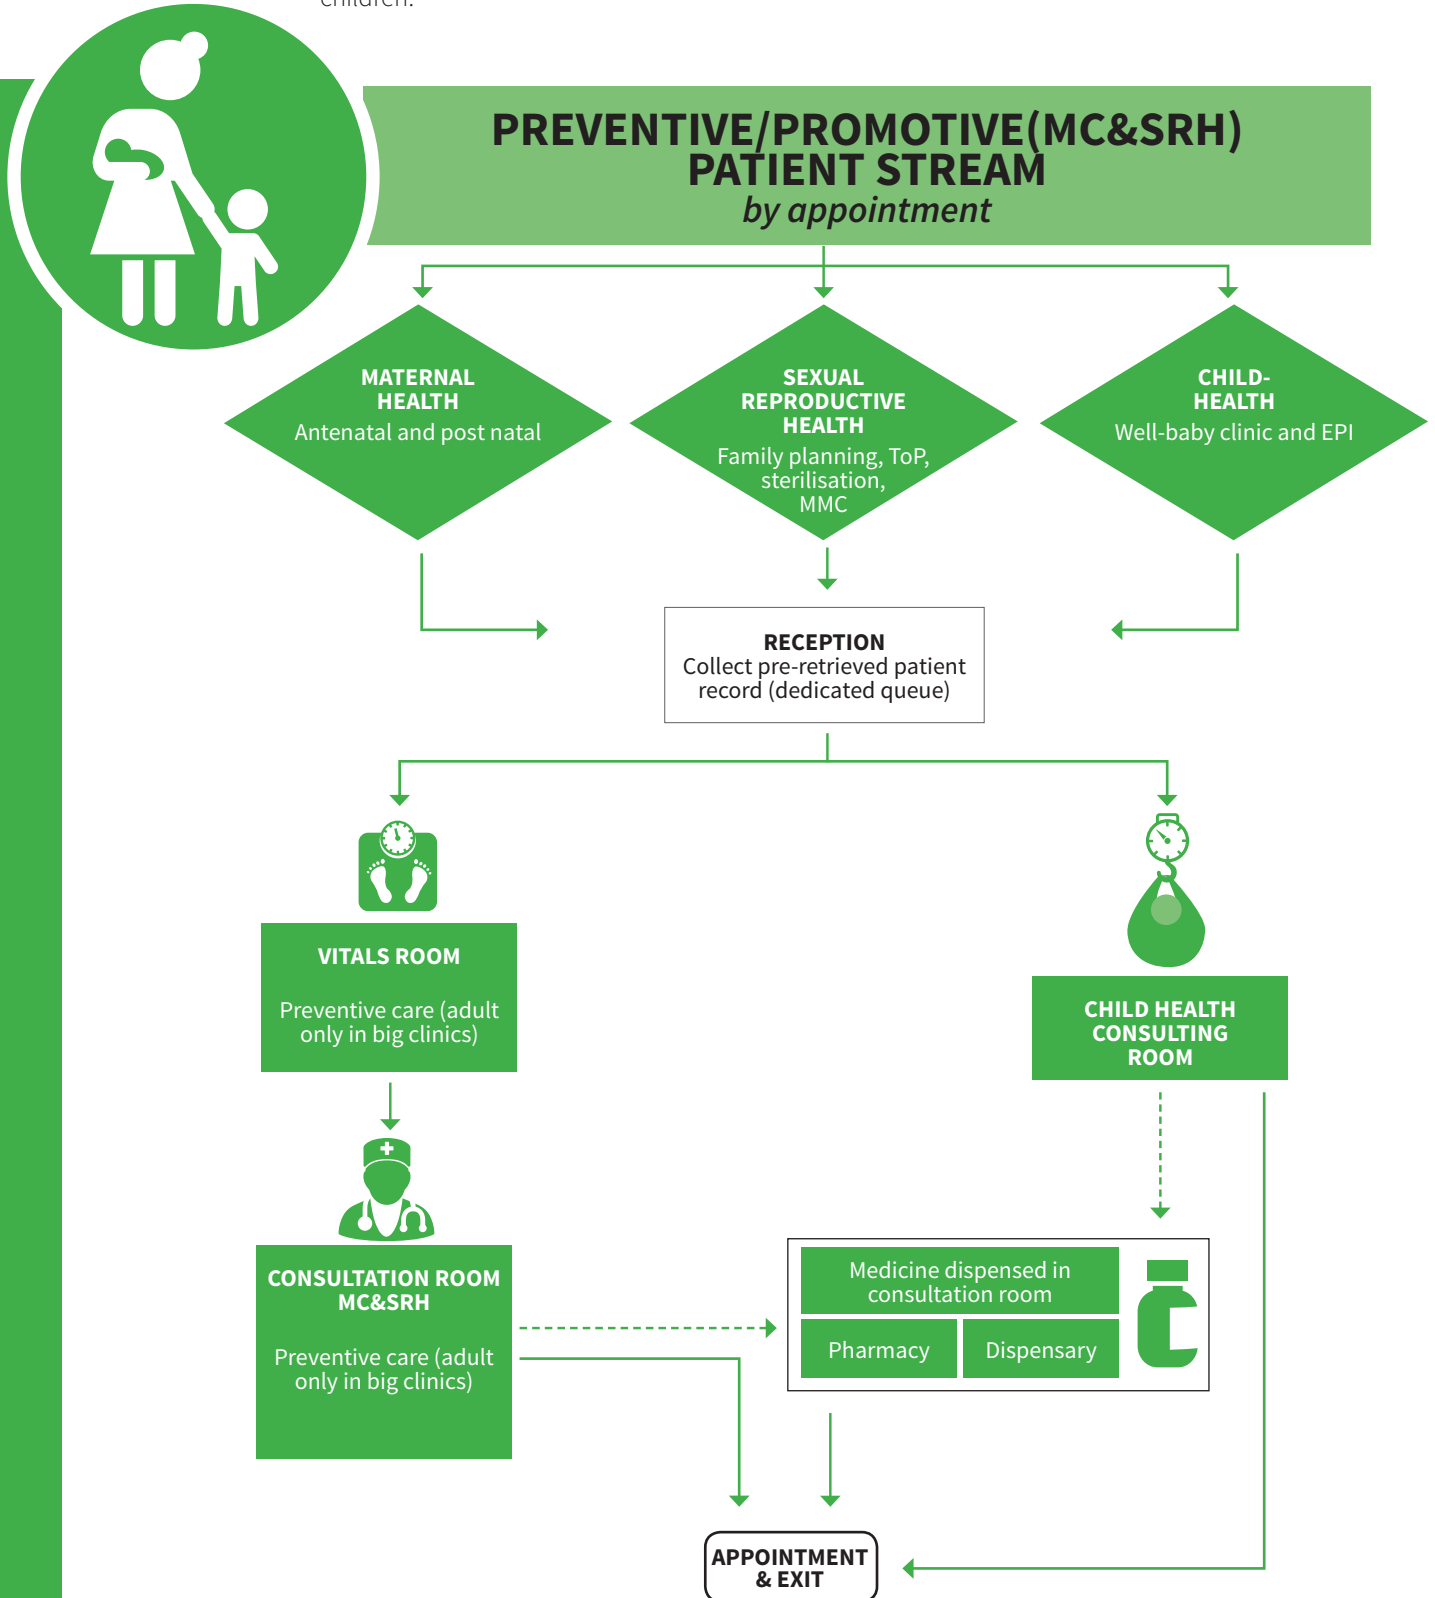 children.
PREVENTIVE/PROMOTIVE(MC&SRH)
PATIENT STREAM
by appointment
MATERNAL
HEALTH
Antenatal and post natal
SEXUAL
REPRODUCTIVE
HEALTH
Family planning, ToP,
sterilisation,
MMC
CHILD-
HEALTH
Well-baby clinic and EPI
RECEPTION
Collect pre-retrieved patient
record (dedicated queue)
VITALS ROOM
Preventive care (adult
only in big clinics)
CHILD HEALTH
CONSULTING
ROOM
CONSULTATION ROOM
MC&SRH
Preventive care (adult
only in big clinics)
Medicine dispensed in
consultation room
Pharmacy
Dispensary
APPOINTMENT
& EXIT